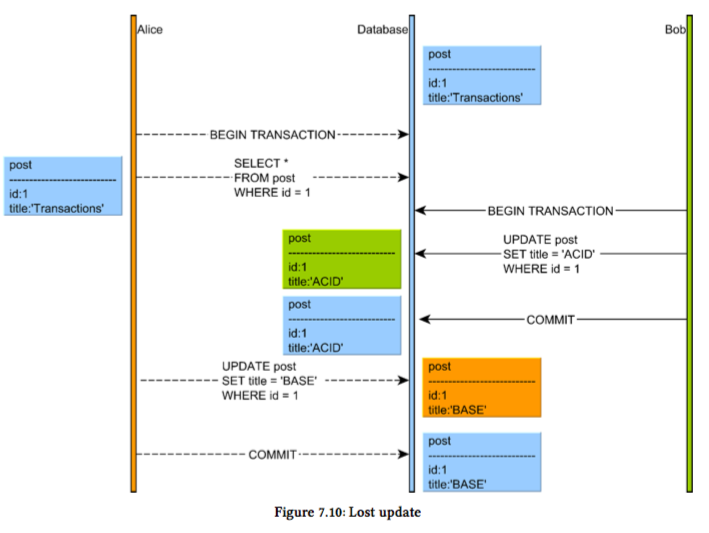 Alice
Database
Bob
post
id:1
title:'Transactions'
BEGIN TRANSACTION
post
id:1
title:'Transactions'
SELECT *
FROM post
WHERE id = 1
BEGIN TRANSACTION
post
id:1
title:'ACID'
UPDATE post
SET title = 'ACID'
WHERE id = 1
post
id:1
title:'ACID'
COMMIT
UPDATE post
SET title = 'BASE'
WHERE id = 1
post
id:1
title:'BASE'
COMMIT
post
id:1
title:'BASE'
Figure 7.10: Lost update